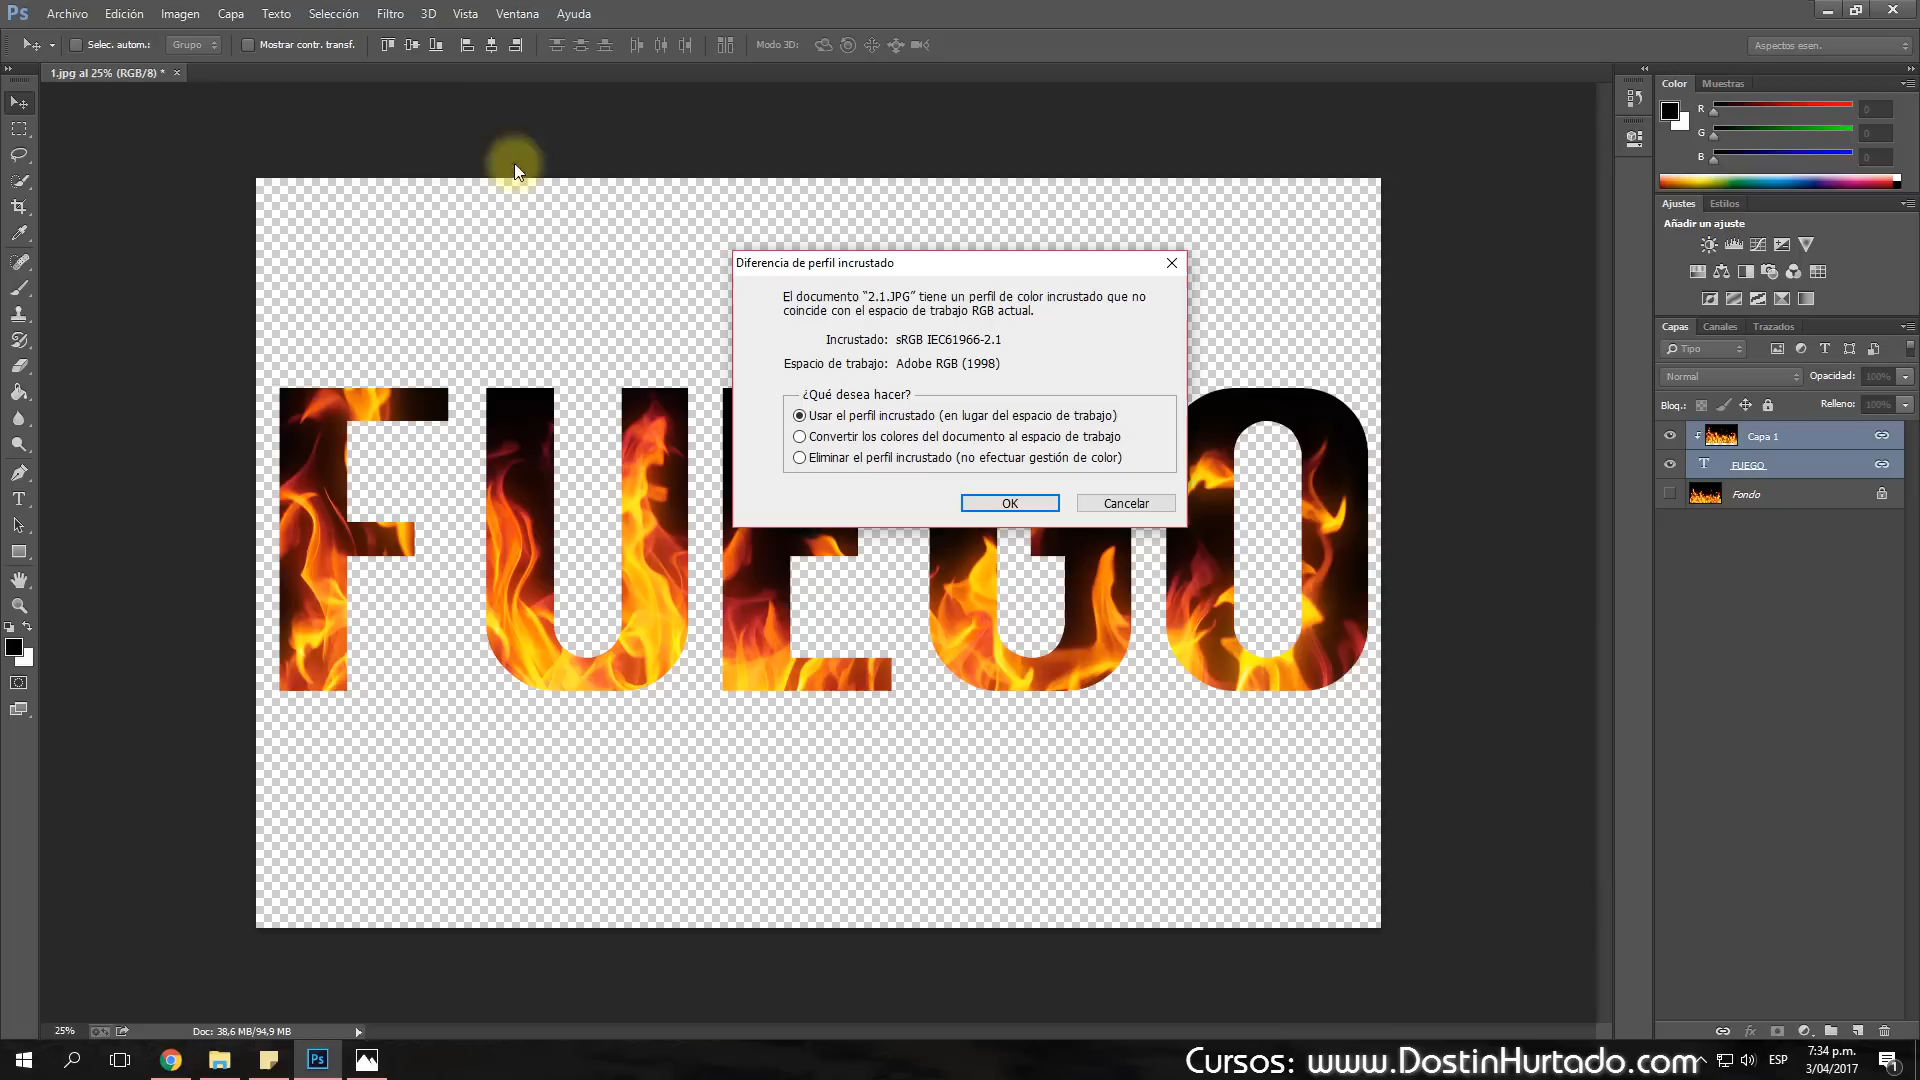 Ps Archivo Edición Imagen Capa Texto Selección Filtro 3D Vista Ventana Ayuda
Selec. autom.: Grupo Mostrar contr. transf. Modo 3D: Aspectos esen.
1.jpg al 25% (RGB/8) * ×
Color Muestras
R 0
G 0
B 0
Ajustes Estilos
Añadir un ajuste
Capas Canales Trazados
Tipo
Normal Opacidad: 100%
Bloq.: Relleno: 100%
Capa 1
T FUEGO
Fondo
Diferencia de perfil incrustado
El documento “2.1.JPG” tiene un perfil de color incrustado que no
coincide con el espacio de trabajo RGB actual.
Incrustado: sRGB IEC61966-2.1
Espacio de trabajo: Adobe RGB (1998)
¿Qué desea hacer?
Usar el perfil incrustado (en lugar del espacio de trabajo)
Convertir los colores del documento al espacio de trabajo
Eliminar el perfil incrustado (no efectuar gestión de color)
OK Cancelar
FUEGO
25% Doc: 38,6 MB/94,9 MB
Ps
Cursos: www.DostinHurtado.com
ESP
7:34 p.m.
3/04/2017
1